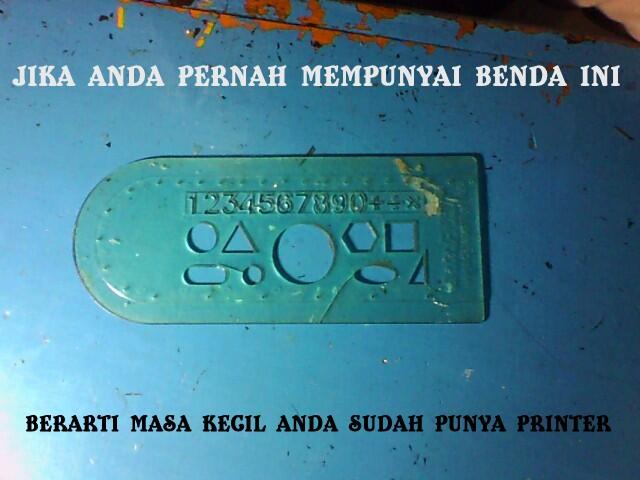 JIKA ANDA PERNAH MEMPUNYAI BENDA INI
1234567890+÷×
BERARTI MASA KECIL ANDA SUDAH PUNYA PRINTER